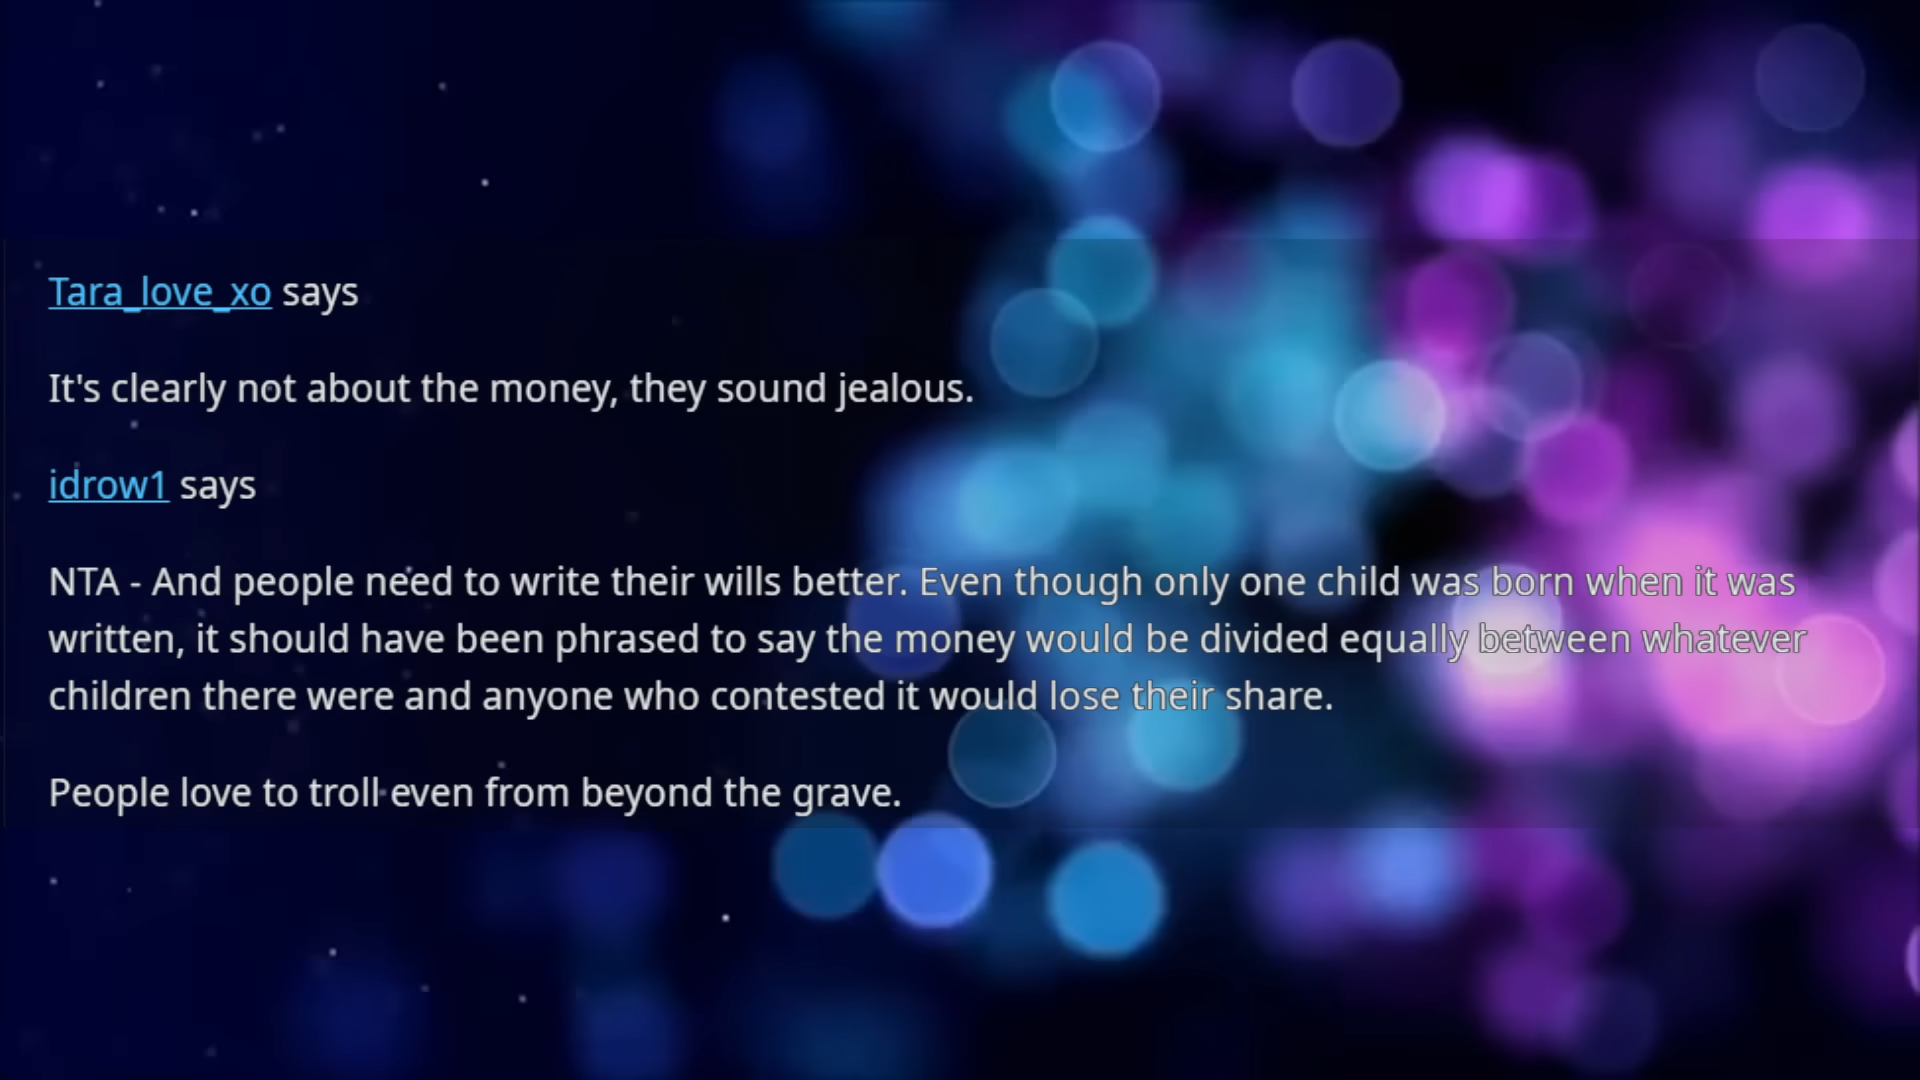 Tara_love_xo says
It's clearly not about the money, they sound jealous.
idrow1 says
NTA - And people need to write their wills better. Even though only one child was born when it was
written, it should have been phrased to say the money would be divided equally between whatever
children there were and anyone who contested it would lose their share.
People love to troll even from beyond the grave.